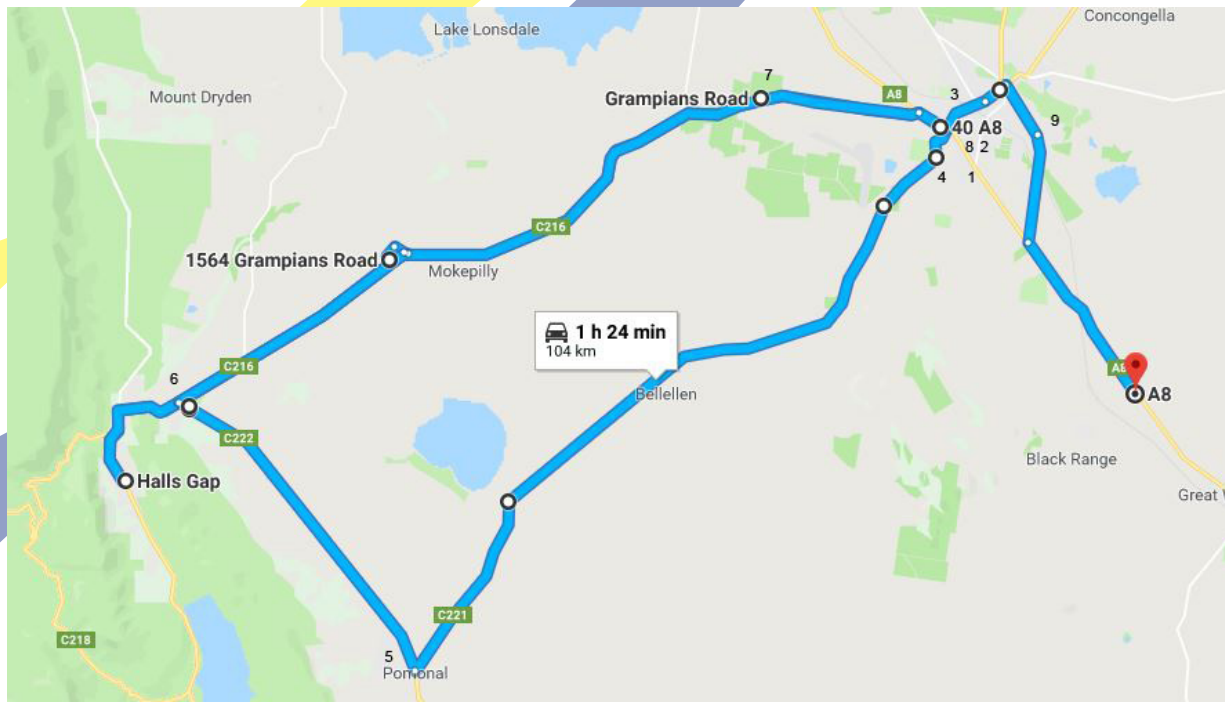 Concongella
Lake Lonsdale
7
Mount Dryden
Grampians Road
A8
3
9
40 A8
8 2
4
1
C216
1564 Grampians Road
Mokepilly
1 h 24 min
104 km
C216
6
Bellellen
A8
A8
C222
Halls Gap
Black Range
Great W
C221
C218
5
Pomonal